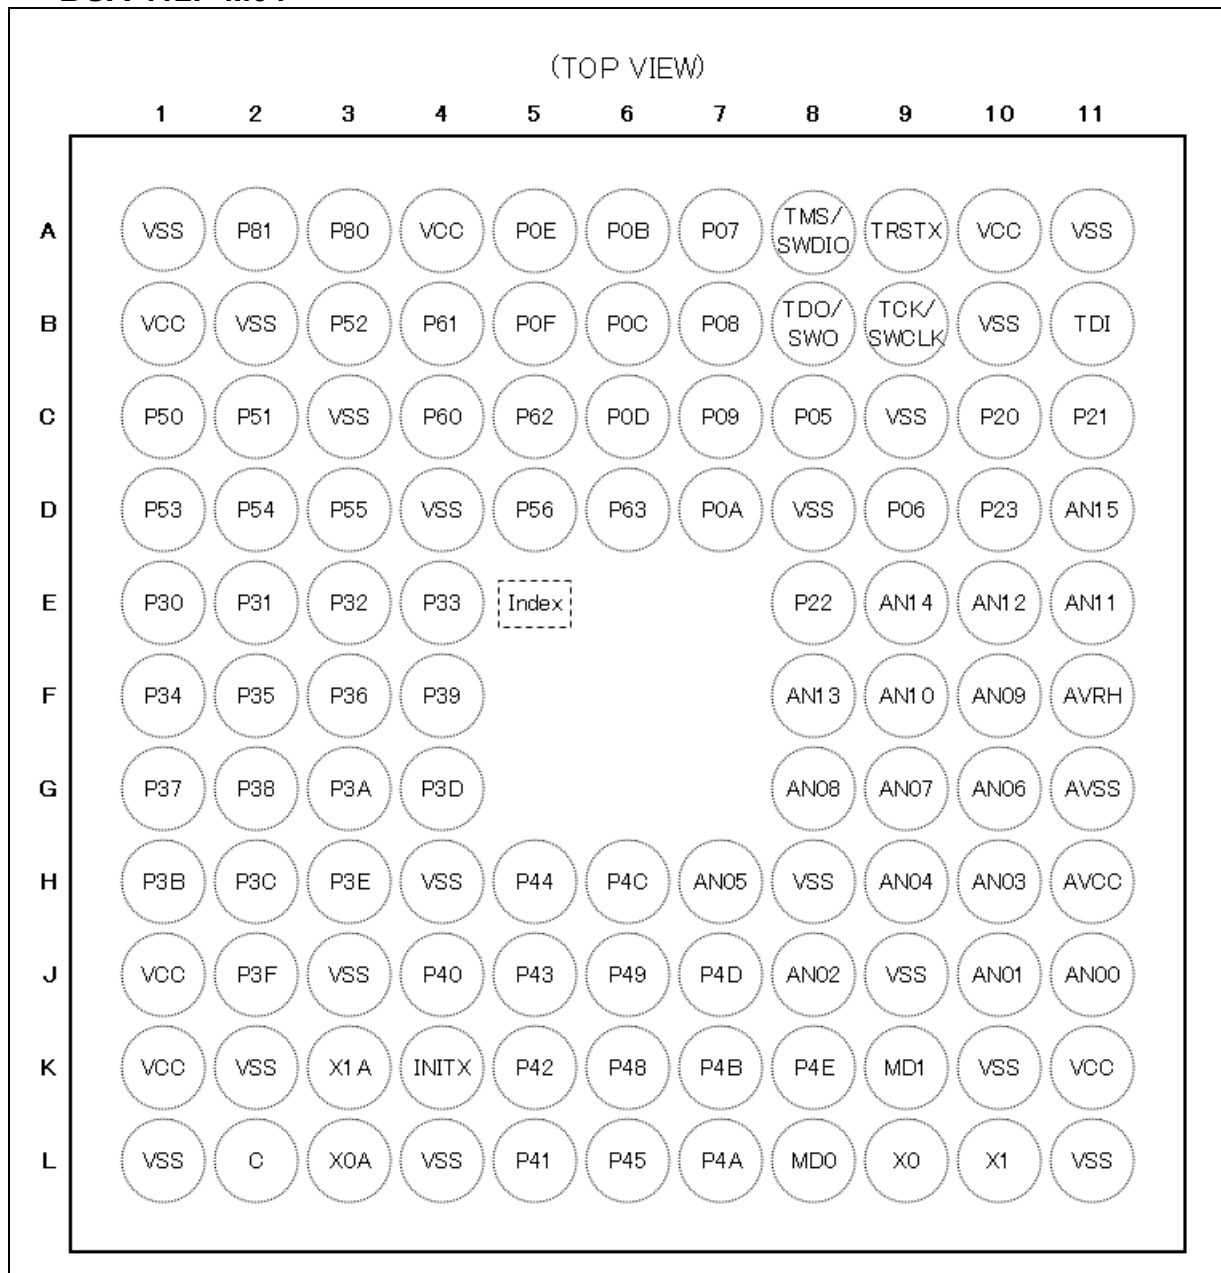 (TOP VIEW)
1 2 3 4 5 6 7 8 9 10 11
A VSS P81 P80 VCC P0E P0B P07 TMS/SWDIO TRSTX VCC VSS
B VCC VSS P52 P61 P0F P0C P08 TDO/SWO TCK/SWCLK VSS TDI
C P50 P51 VSS P60 P62 P0D P09 P05 VSS P20 P21
D P53 P54 P55 VSS P56 P63 P0A VSS P06 P23 AN15
E P30 P31 P32 P33 Index P22 AN14 AN12 AN11
F P34 P35 P36 P39 AN13 AN10 AN09 AVRH
G P37 P38 P3A P3D AN08 AN07 AN06 AVSS
H P3B P3C P3E VSS P44 P4C AN05 VSS AN04 AN03 AVCC
J VCC P3F VSS P40 P43 P49 P4D AN02 VSS AN01 AN00
K VCC VSS X1A INITX P42 P48 P4B P4E MD1 VSS VCC
L VSS C X0A VSS P41 P45 P4A MD0 X0 X1 VSS